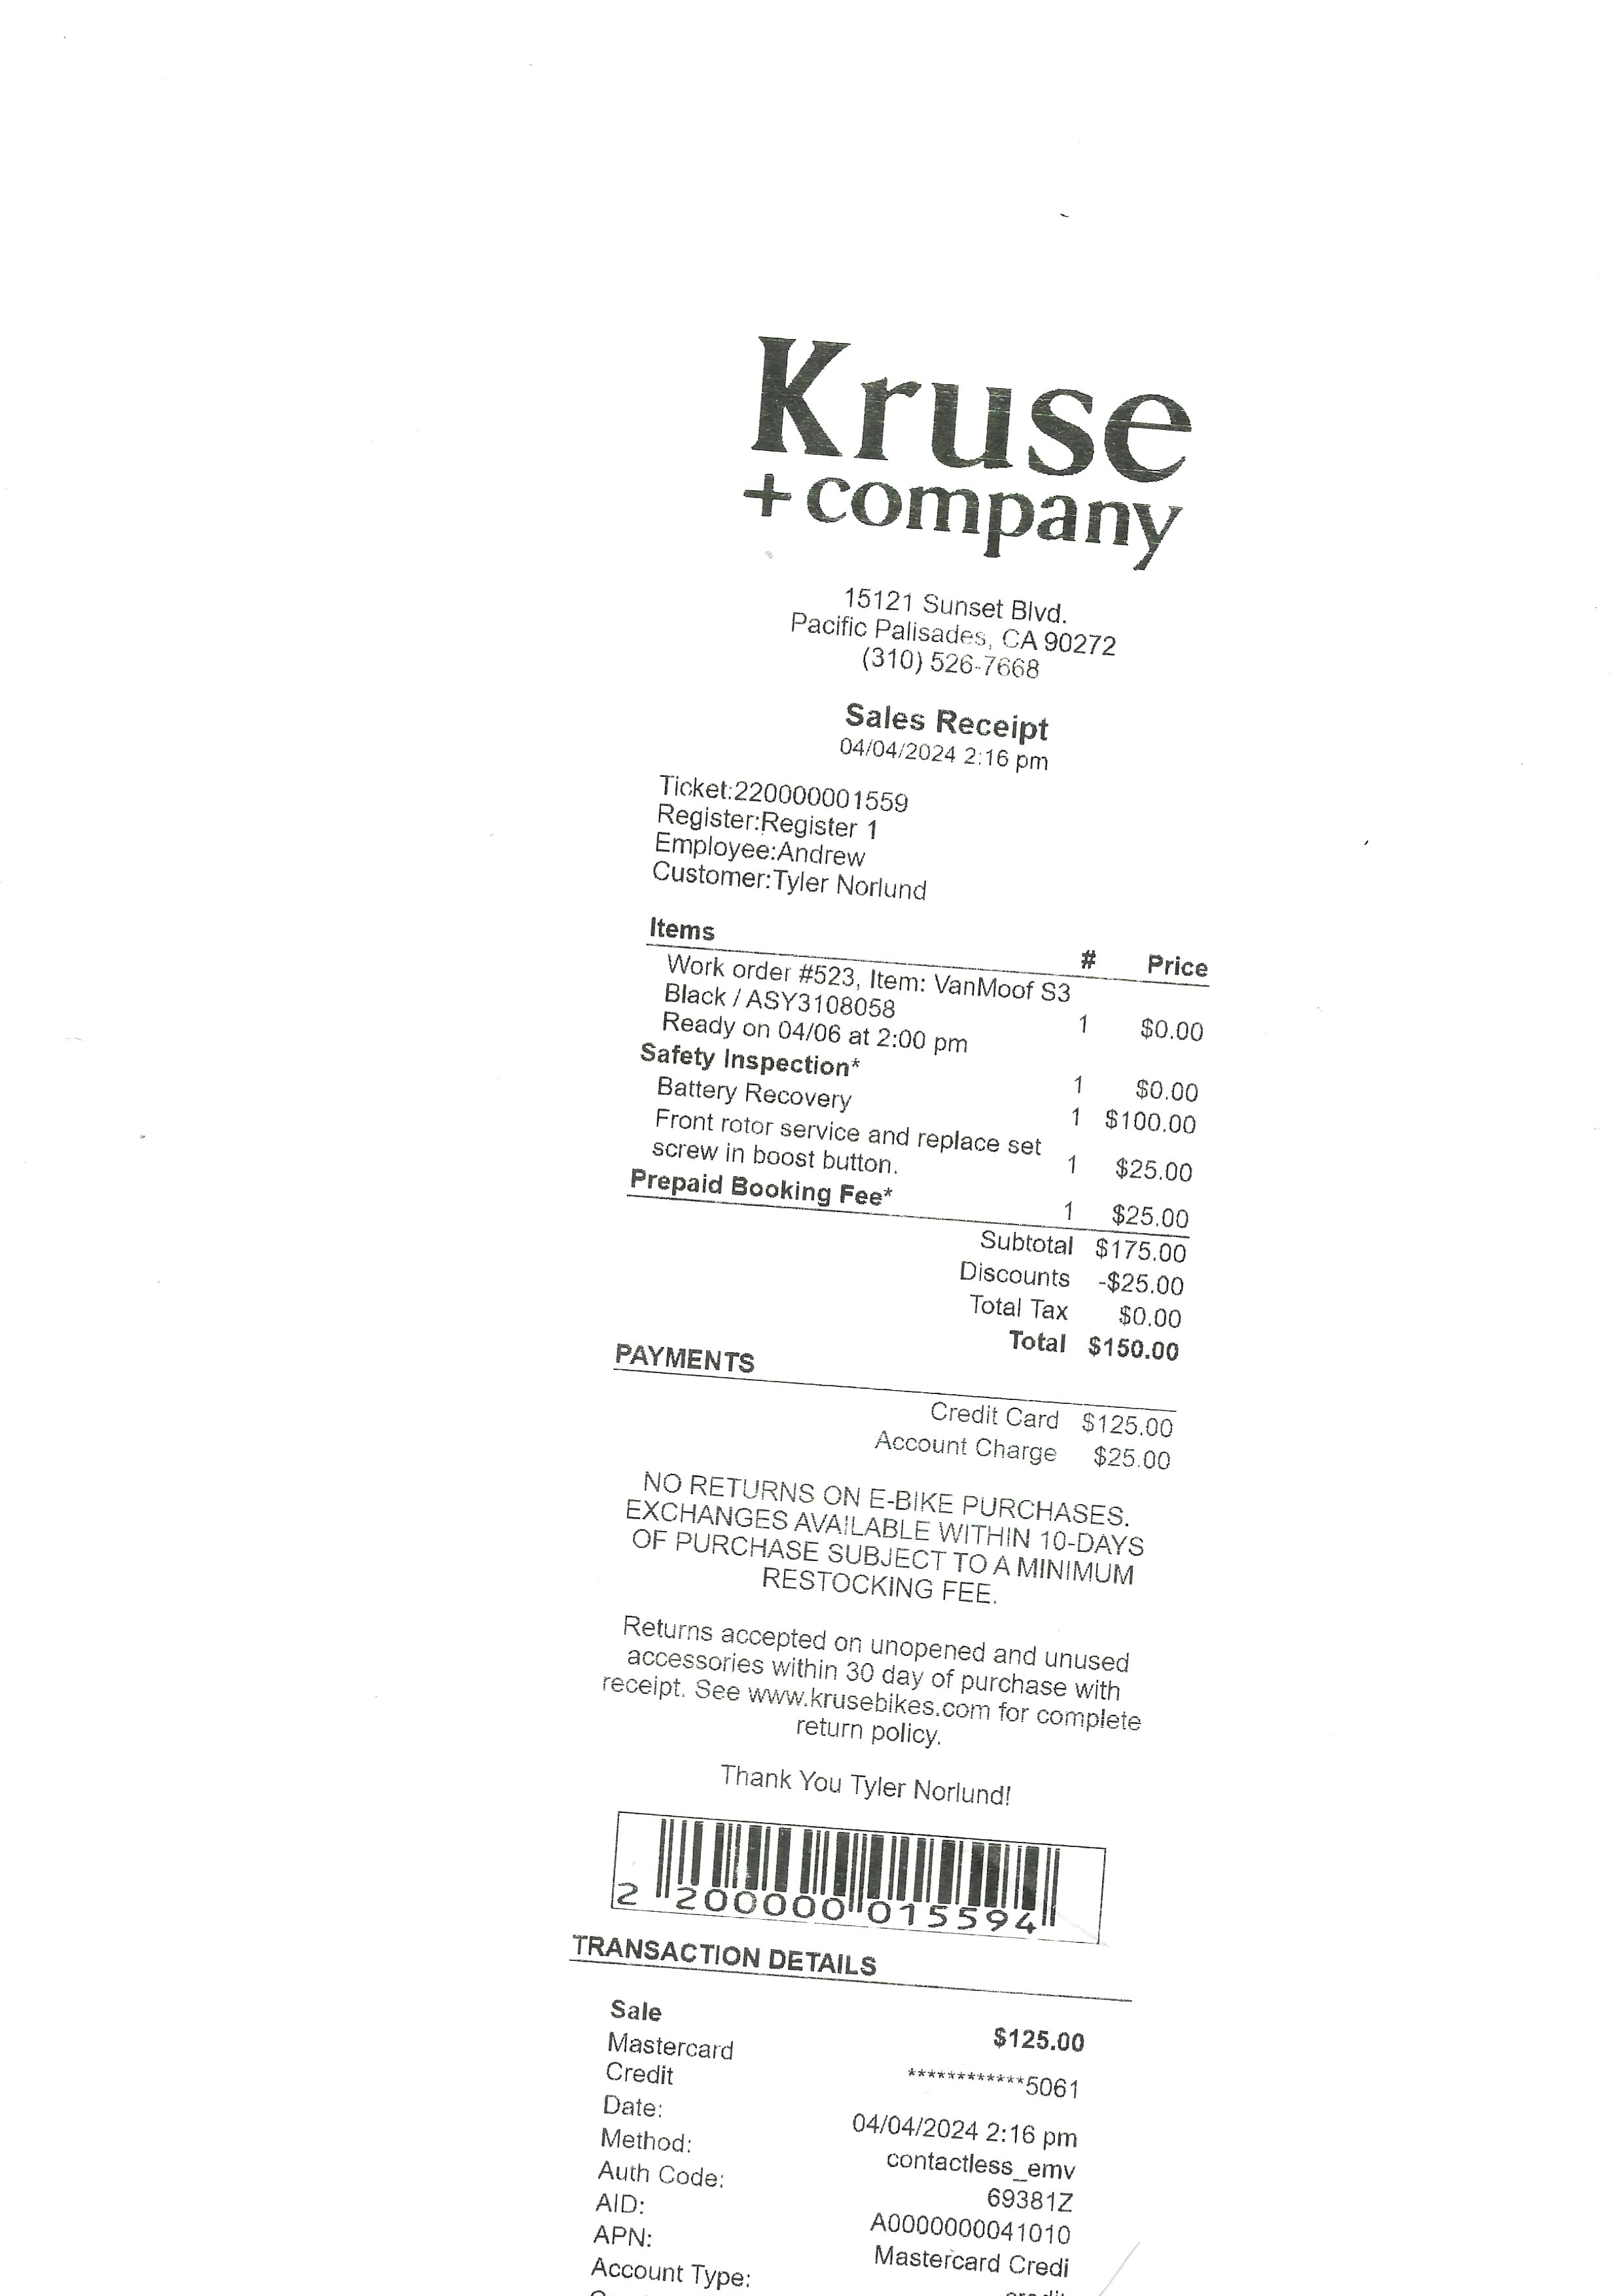 Kruse
+company
15121 Sunset Blvd.
Pacific Palisades, CA 90272
(310) 526-7668
Sales Receipt
04/04/2024 2:16 pm
Ticket:220000001559
Register:Register 1
Employee:Andrew
Customer:Tyler Norlund
Items # Price
Work order #523, Item: VanMoof S3
Black / ASY3108058
Ready on 04/06 at 2:00 pm 1 $0.00
Safety Inspection* 1 $0.00
Battery Recovery 1 $100.00
Front rotor service and replace set
screw in boost button. 1 $25.00
Prepaid Booking Fee* 1 $25.00
Subtotal $175.00
Discounts -$25.00
Total Tax $0.00
Total $150.00
PAYMENTS
Credit Card $125.00
Account Charge $25.00
NO RETURNS ON E-BIKE PURCHASES.
EXCHANGES AVAILABLE WITHIN 10-DAYS
OF PURCHASE SUBJECT TO A MINIMUM
RESTOCKING FEE.
Returns accepted on unopened and unused
accessories within 30 day of purchase with
receipt. See www.krusebikes.com for complete
return policy.
Thank You Tyler Norlund!
2 200000 015594
TRANSACTION DETAILS
Sale $125.00
Mastercard
Credit ************5061
Date: 04/04/2024 2:16 pm
Method: contactless_emv
Auth Code: 69381Z
AID: A0000000041010
APN: Mastercard Credi
Account Type: